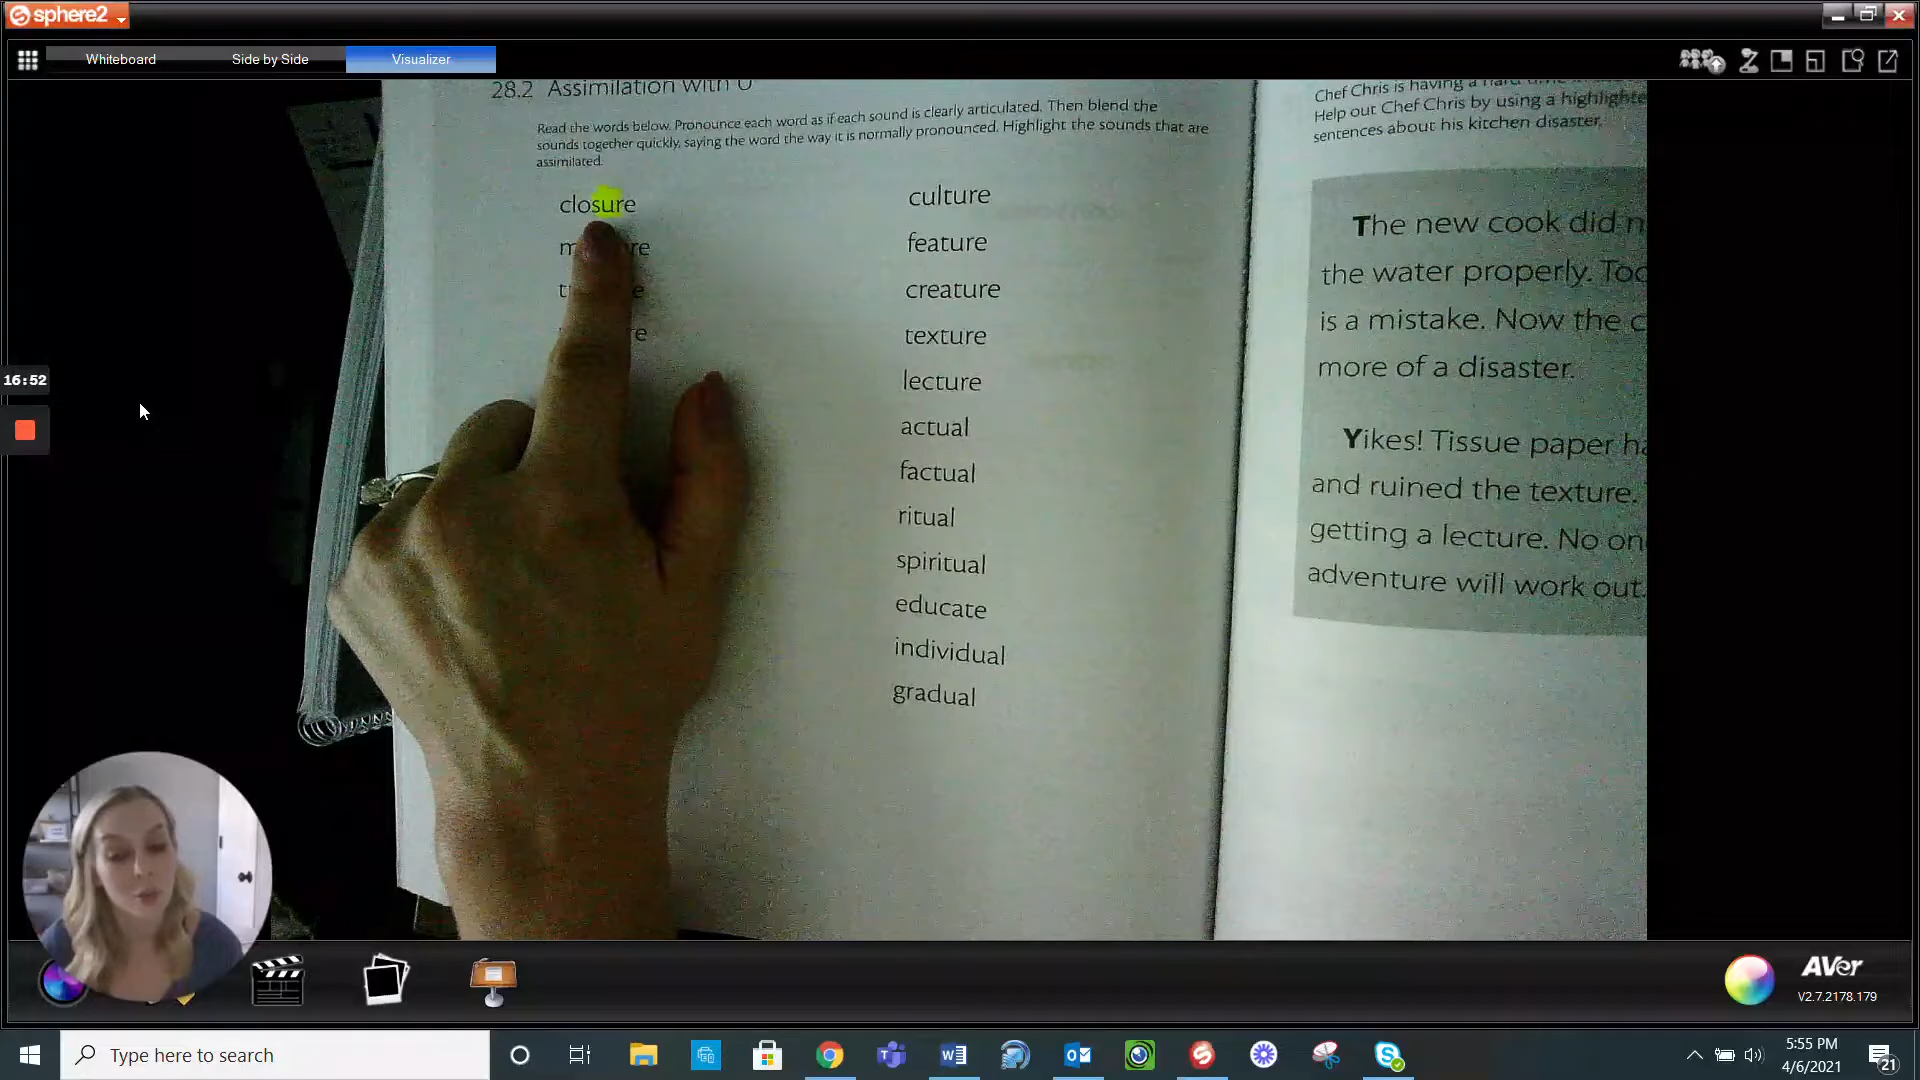 sphere2
Whiteboard
Side by Side
Visualizer
28.2 Assimilation with U
Read the words below. Pronounce each word as if each sound is clearly articulated. Then blend the
sounds together quickly, saying the word the way it is normally pronounced. Highlight the sounds that are
assimilated.
closure
culture
feature
creature
texture
lecture
actual
factual
ritual
spiritual
educate
individual
gradual
Chef Chris is having a hard time in
Help out Chef Chris by using a highlighte
sentences about his kitchen disaster.
The new cook did n
the water properly. Too
is a mistake. Now the c
more of a disaster.
Yikes! Tissue paper ha
and ruined the texture.
getting a lecture. No on
adventure will work out.
16:52
AVer
V2.7.2178.179
Type here to search
5:55 PM
4/6/2021
21